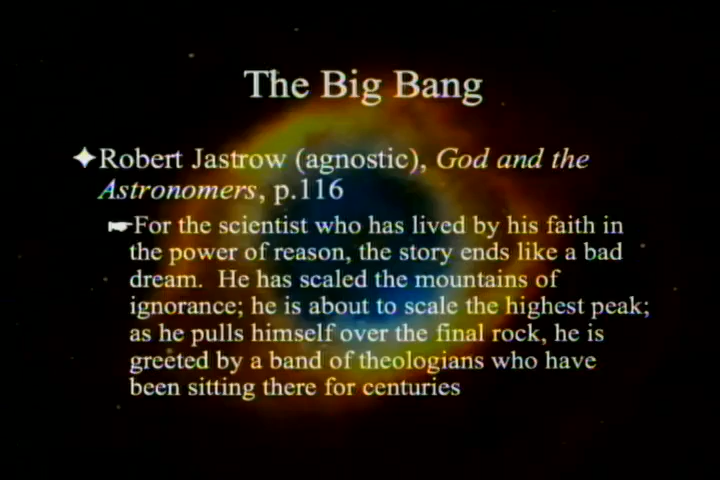 The Big Bang
Robert Jastrow (agnostic), God and the
Astronomers, p.116
For the scientist who has lived by his faith in
the power of reason, the story ends like a bad
dream. He has scaled the mountains of
ignorance; he is about to scale the highest peak;
as he pulls himself over the final rock, he is
greeted by a band of theologians who have
been sitting there for centuries